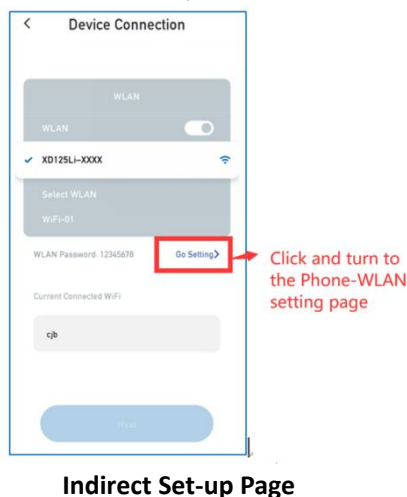 Device Connection
WLAN
WLAN
XD125Li-XXXX
Select WLAN
WiFi-01
WLAN Password: 12345678 Go Setting
Click and turn to
the Phone-WLAN
setting page
Current Connected WiFi
cjb
Next
Indirect Set-up Page